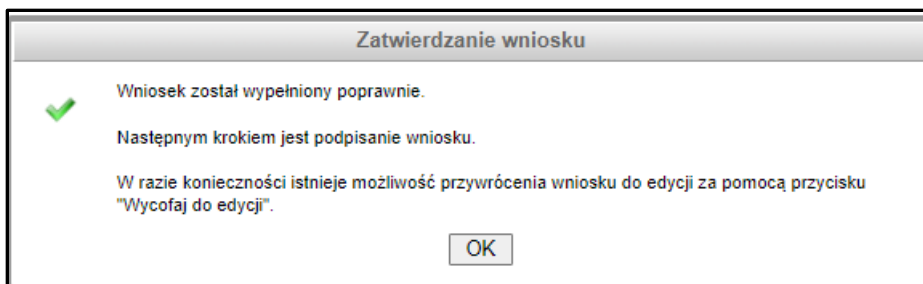 Zatwierdzanie wniosku
Wniosek został wypełniony poprawnie.
Następnym krokiem jest podpisanie wniosku.
W razie konieczności istnieje możliwość przywrócenia wniosku do edycji za pomocą przycisku
"Wycofaj do edycji".
OK